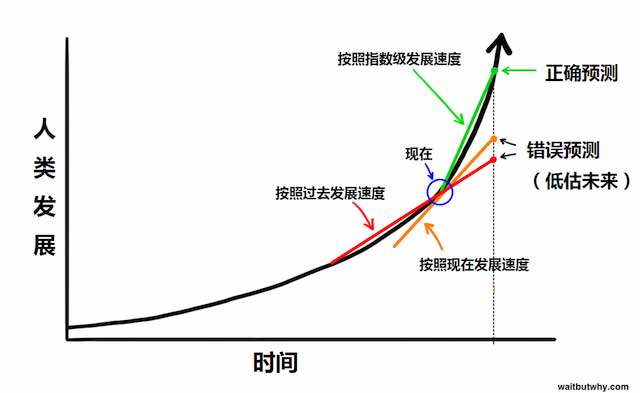 按照指数级发展速度
正确预测
人类发展
现在
错误预测
（低估未来）
按照过去发展速度
按照现在发展速度
时间
waitbutwhy.com